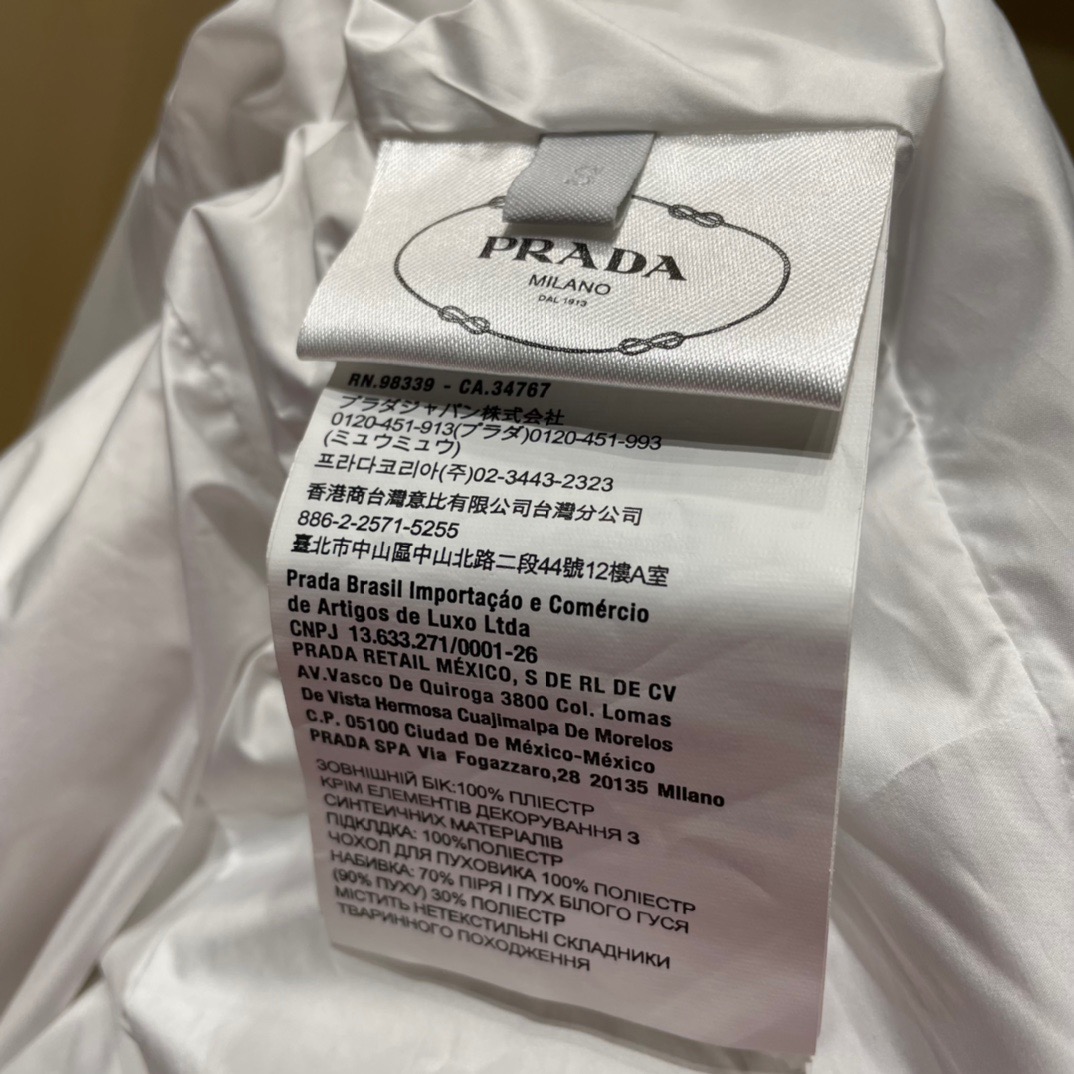 S
PRADA
MILANO
DAL 1913
RN.98339 - CA.34767
プラダジャパン株式会社
0120-451-913(プラダ)0120-451-993
(ミュウミュウ)
프라다코리아(주)02-3443-2323
香港商台灣意比有限公司台灣分公司
886-2-2571-5255
臺北市中山區中山北路二段44號12樓A室
Prada Brasil Importaçáo e Comércio
de Artigos de Luxo Ltda
CNPJ 13.633.271/0001-26
PRADA RETAIL MÉXICO, S DE RL DE CV
AV.Vasco De Quiroga 3800 Col. Lomas
De Vista Hermosa Cuajlmalpa De Morelos
C.P. 05100 Ciudad De México-México
PRADA SPA Via Fogazzaro,28 20135 Mllano
ЗОВНІШНІЙ БІК:100% ПЛІЕСТР
КРІМ ЕЛЕМЕНТІВ ДЕКОРУВАННЯ З
СИНТЕИЧНИХ МАТЕРІАЛІВ
ПІДКЛДКА: 100%ПОЛІЕСТР
ЧОХОЛ ДЛЯ ПУХОВИКА 100% ПОЛІЕСТР
НАБИВКА: 70% ПІРЯ І ПУХ БІЛОГО ГУСЯ
(90% ПУХУ) 30% ПОЛІЕСТР
МІСТИТЬ НЕТЕКСТИЛЬНІ СКЛАДНИКИ
ТВАРИННОГО ПОХОДЖЕННЯ